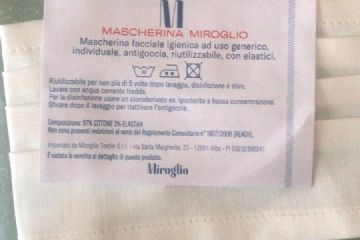 M
MASCHERINA MIROGLIO
Mascherina facciale igienica ad uso generico,
individuale, antigoccia, riutilizzabile, con elastici.
Riutilizzabile per non più di 5 volte dopo lavaggio, disinfezione e stiro.
Lavare con acqua corrente fredda.
Per la disinfezione usare un cloroderivato es. ipoclorito a bassa concentrazione.
Stirare dopo il lavaggio per riattivare l'antigoccia.
Composizione: 97% COTONE 3% ELASTAN
Non sono presenti restrizioni ai sensi del Regolamento Comunitario n° 1907/2006 (REACH).
Importato da Miroglio Textile S.r.l. - via Santa Margherita, 23 - 12051 Alba - PI
È vietata la vendita al dettaglio di questo prodotto.
Miroglio